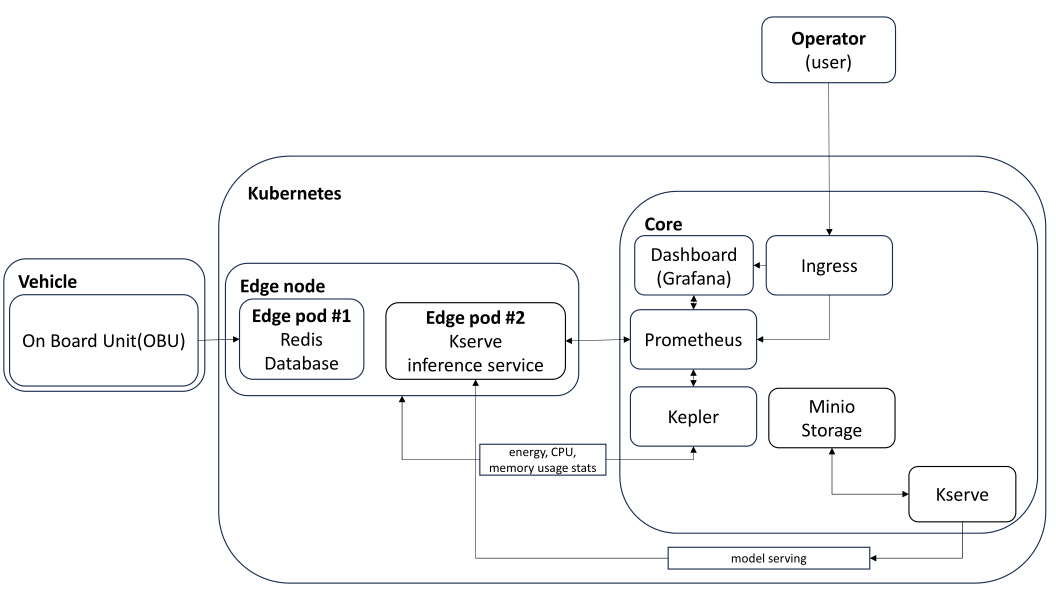 Operator
(user)
Kubernetes
Core
Dashboard
(Grafana)
Ingress
Vehicle
On Board Unit(OBU)
Edge node
Edge pod #1
Redis
Database
Edge pod #2
Kserve
inference service
Prometheus
Kepler
Minio
Storage
energy, CPU,
memory usage stats
Kserve
model serving